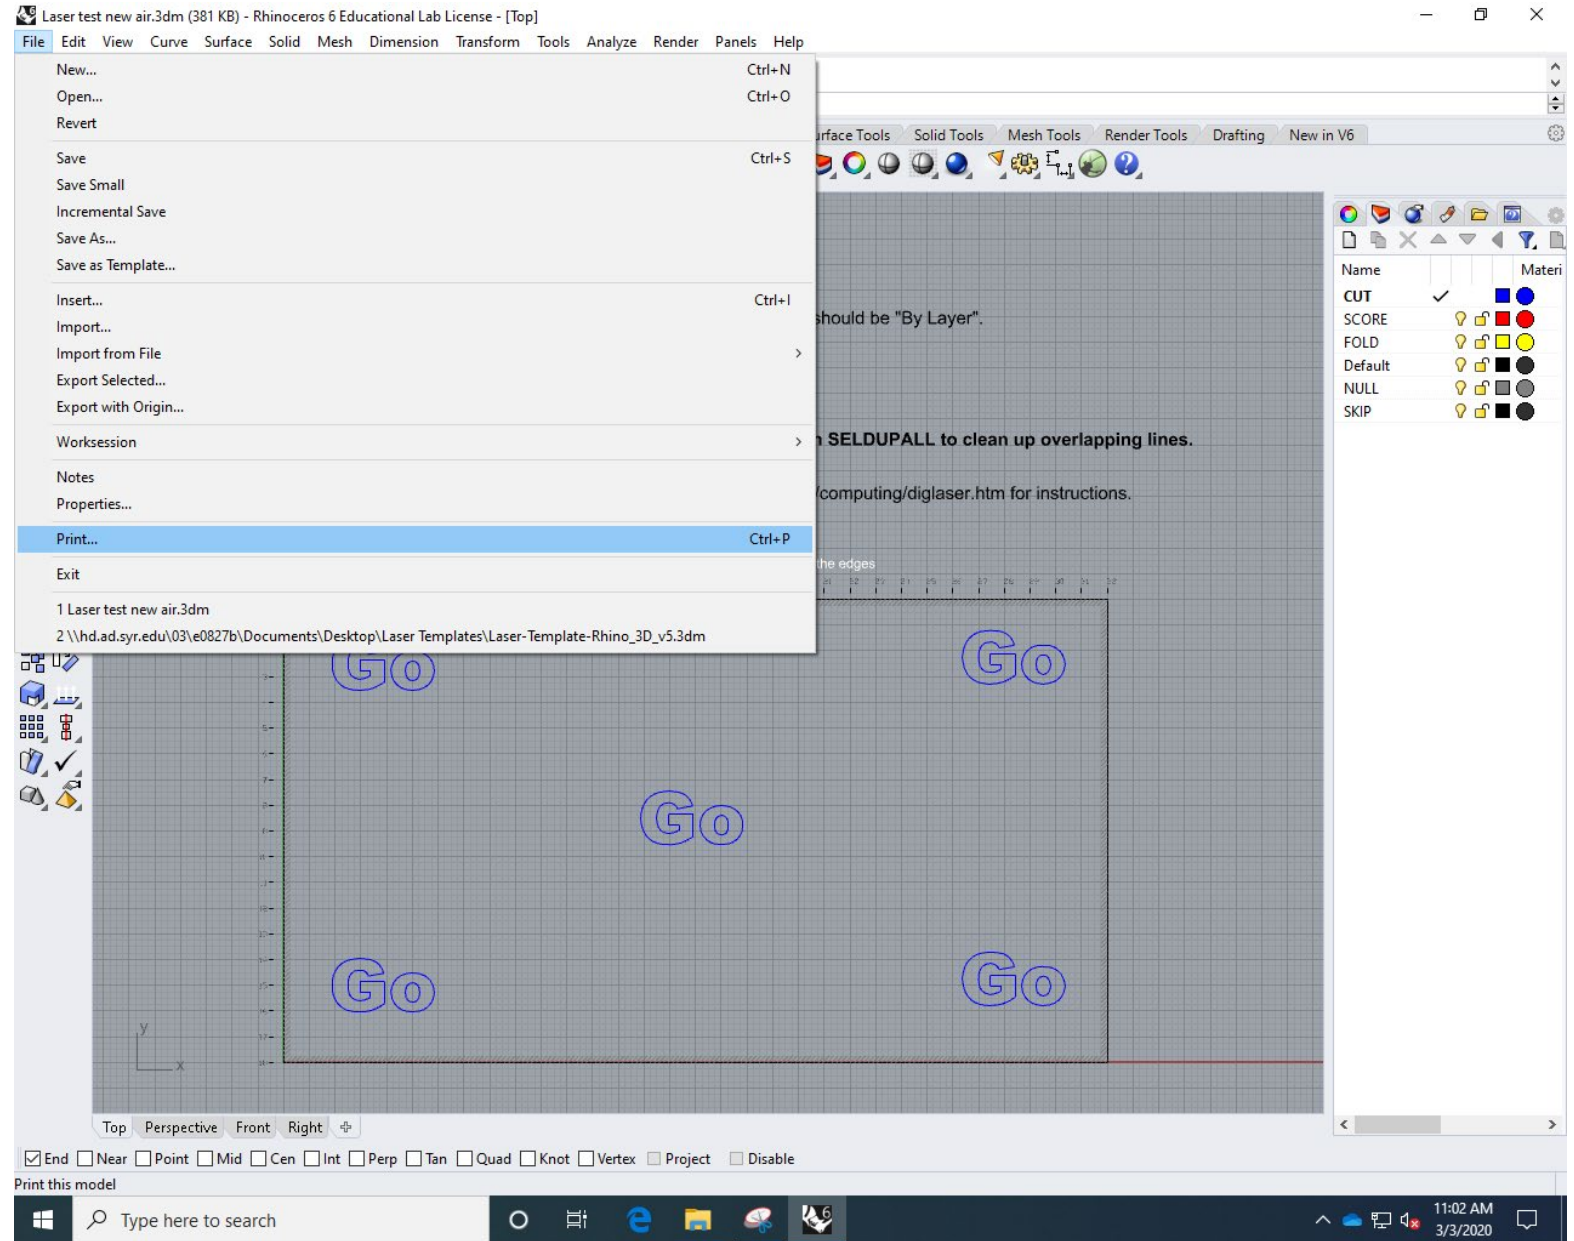 Laser test new air.3dm (381 KB) - Rhinoceros 6 Educational Lab License - [Top]
File Edit View Curve Surface Solid Mesh Dimension Transform Tools Analyze Render Panels Help
New... Ctrl+N
Open... Ctrl+O
Revert
Save Ctrl+S
Save Small
Incremental Save
Save As...
Save as Template...
Insert... Ctrl+I
Import...
Import from File
Export Selected...
Export with Origin...
Worksession
Notes
Properties...
Print... Ctrl+P
Exit
1 Laser test new air.3dm
2 \\hd.ad.syr.edu\03\e0827b\Documents\Desktop\Laser Templates\Laser-Template-Rhino_3D_v5.3dm
urface Tools Solid Tools Mesh Tools Render Tools Drafting New in V6
should be "By Layer".
n SELDUPALL to clean up overlapping lines.
/computing/diglaser.htm for instructions.
the edges
Name Materi
CUT
SCORE
FOLD
Default
NULL
SKIP
Go Go
Go
Go Go
y
x
Top Perspective Front Right
End Near Point Mid Cen Int Perp Tan Quad Knot Vertex Project Disable
Print this model
Type here to search
6
11:02 AM
3/3/2020